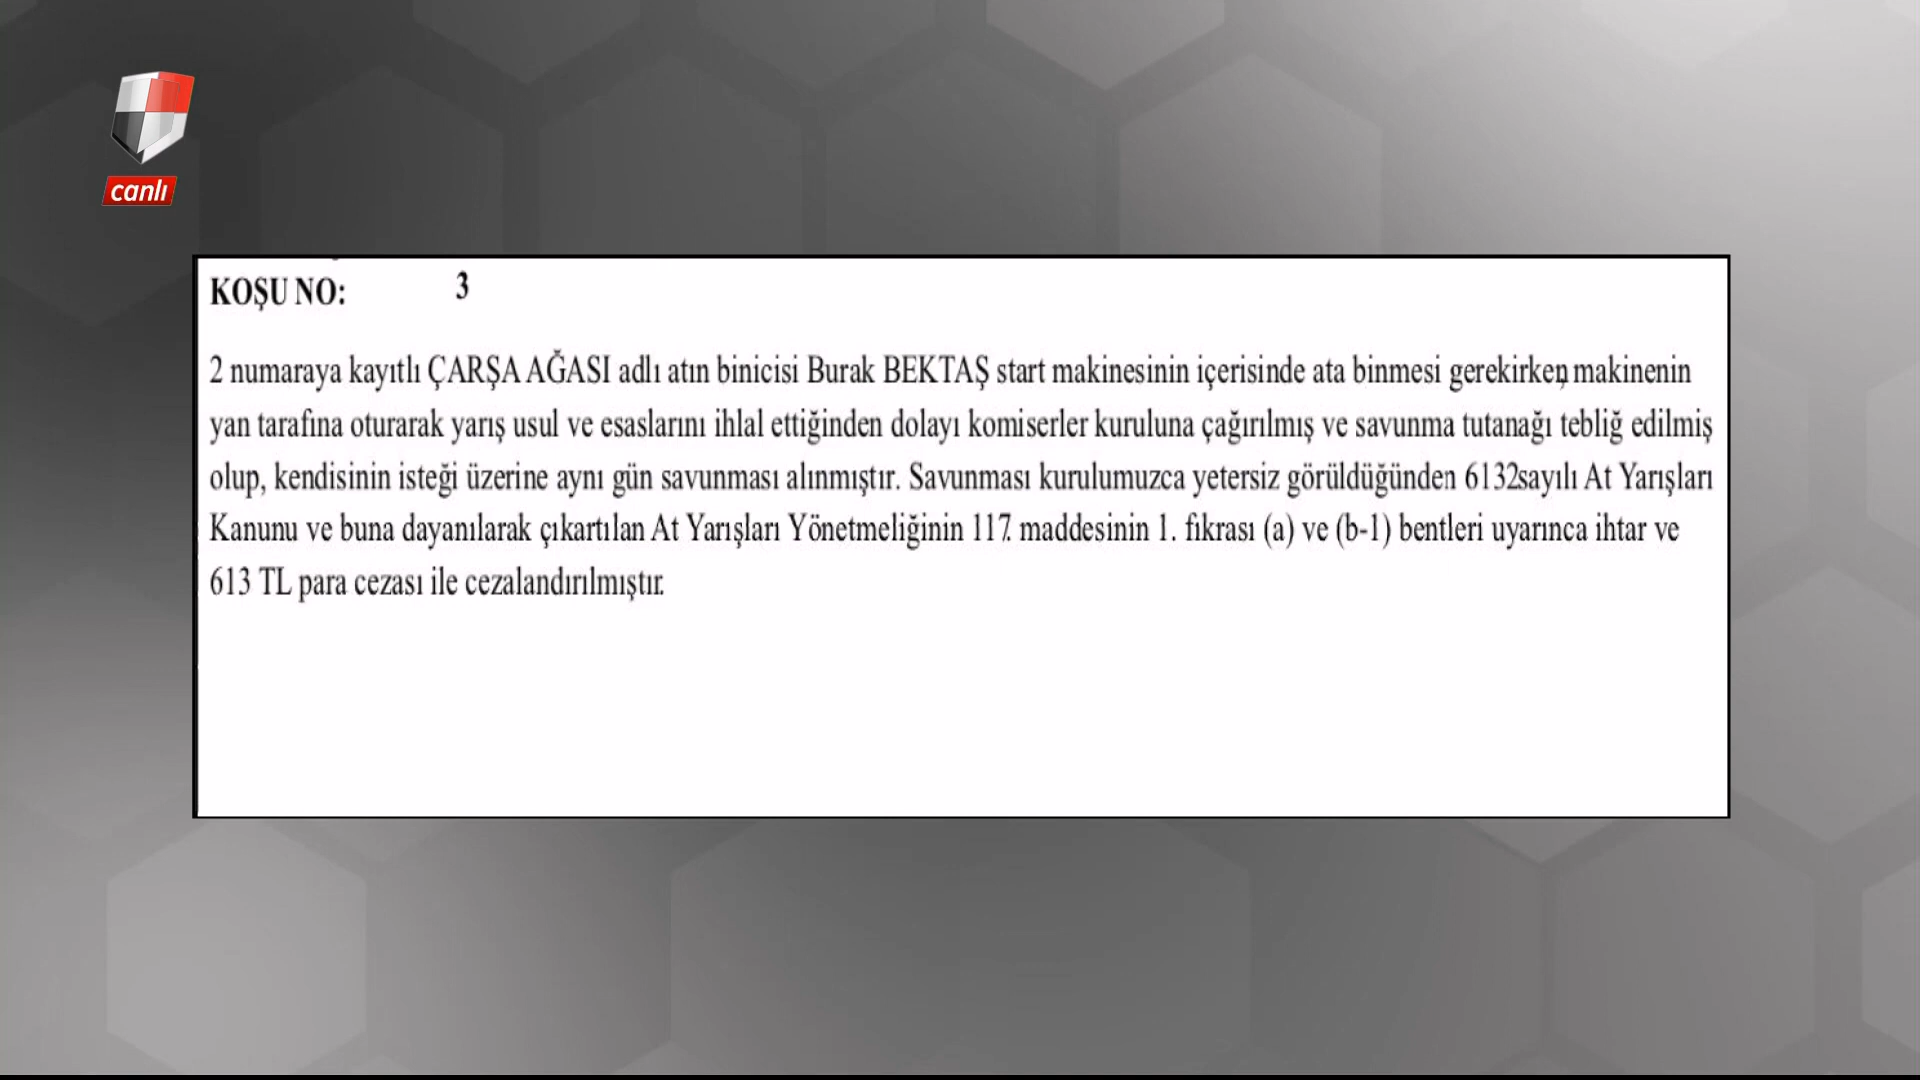 canlı
KOŞU NO: 3
2 numaraya kayıtlı ÇARŞA AĞASI adlı atın binicisi Burak BEKTAŞ start makinesinin içerisinde ata binmesi gerekirken, makinenin
yan tarafına oturarak yarış usul ve esaslarını ihlal ettiğinden dolayı komiserler kuruluna çağırılmış ve savunma tutanağı tebliğ edilmiş
olup, kendisinin isteği üzerine aynı gün savunması alınmıştır. Savunması kurulumuzca yetersiz görüldüğünden 6132sayılı At Yarışları
Kanunu ve buna dayanılarak çıkartılan At Yarışları Yönetmeliğinin 117. maddesinin 1. fıkrası (a) ve (b-1) bentleri uyarınca ihtar ve
613 TL para cezası ile cezalandırılmıştır.